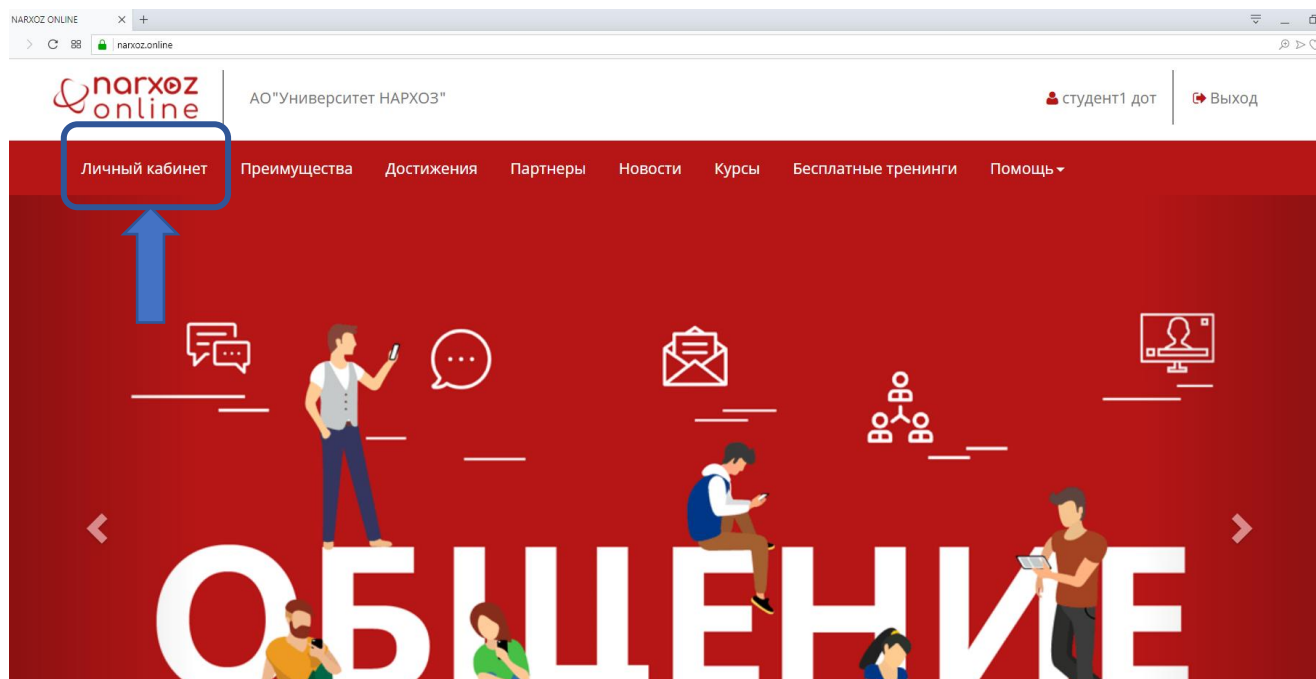 NARXOZ ONLINE
narxoz.online
narxoz
online
АО"Университет НАРХОЗ"
студент1 дот
Выход
Личный кабинет Преимущества Достижения Партнеры Новости Курсы Бесплатные тренинги Помощь
ОБЩЕНИЕ